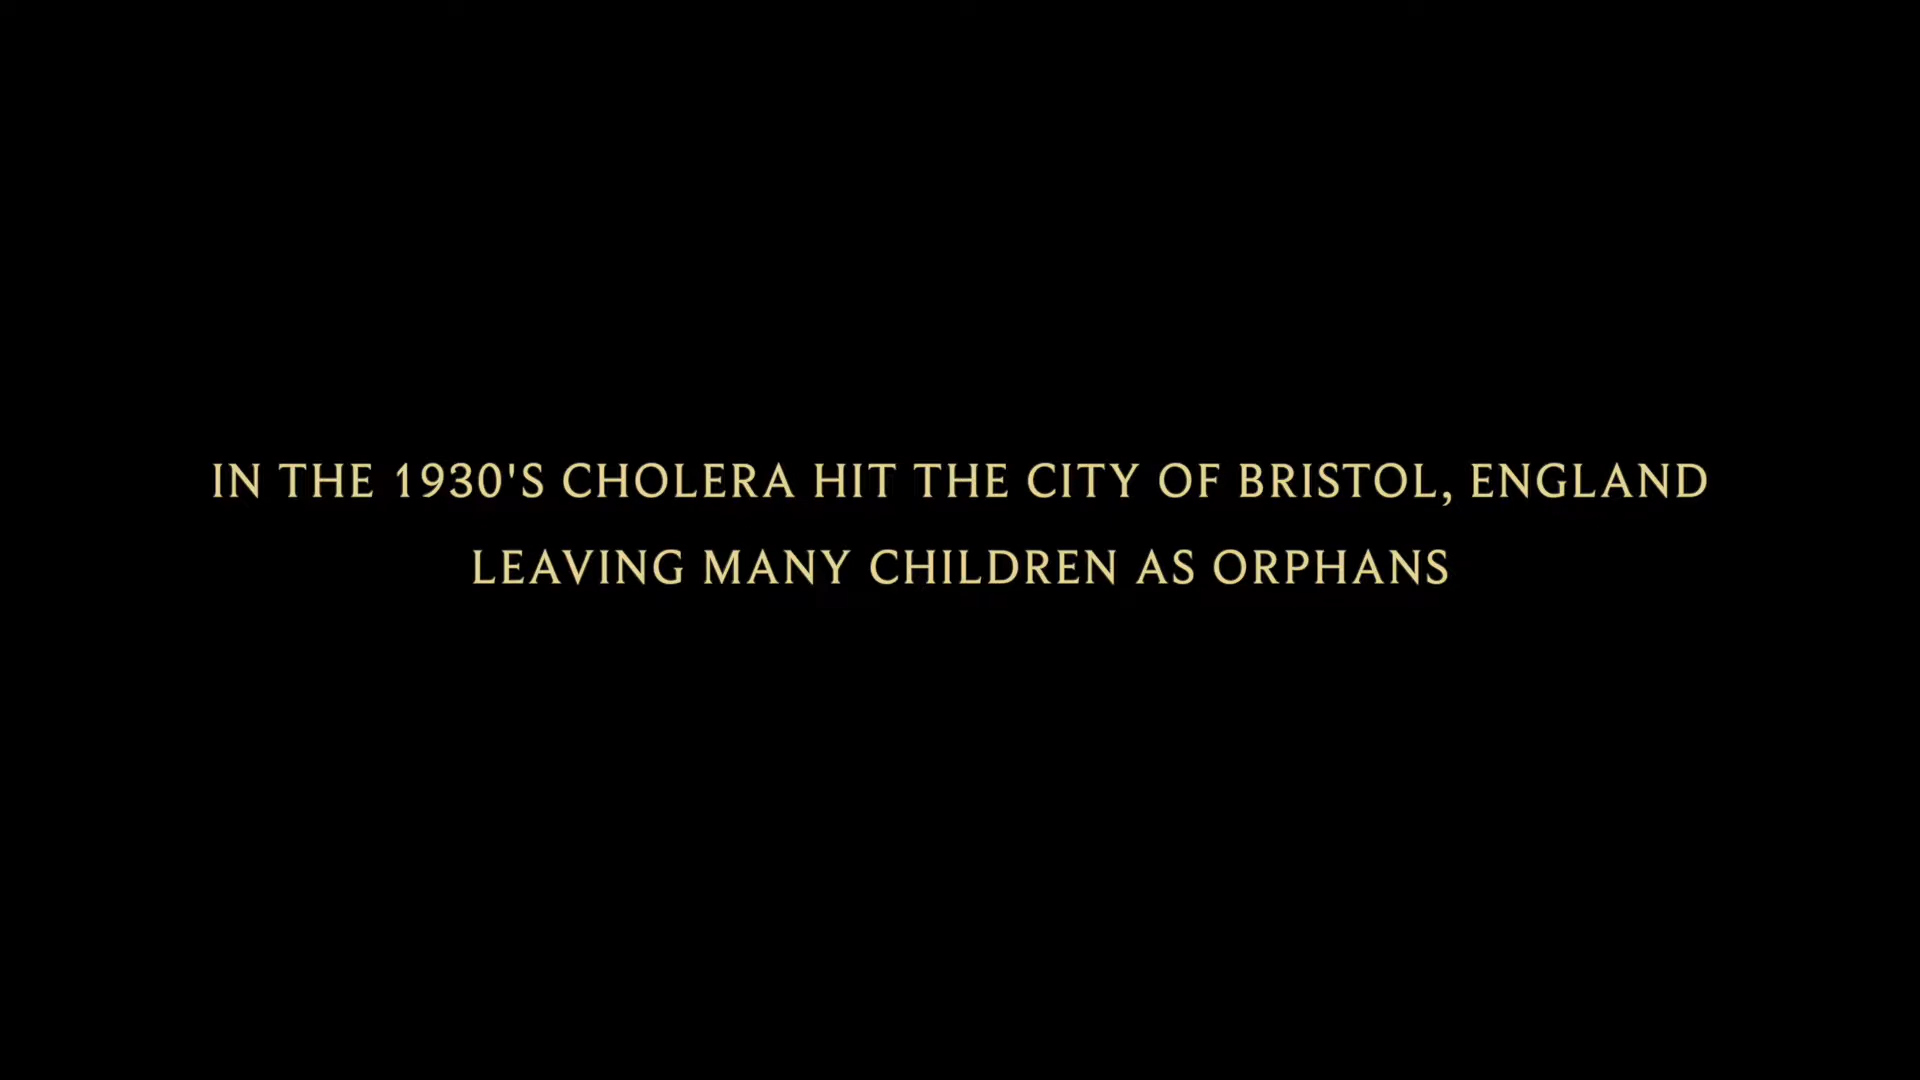 IN THE 1930'S CHOLERA HIT THE CITY OF BRISTOL, ENGLAND
LEAVING MANY CHILDREN AS ORPHANS